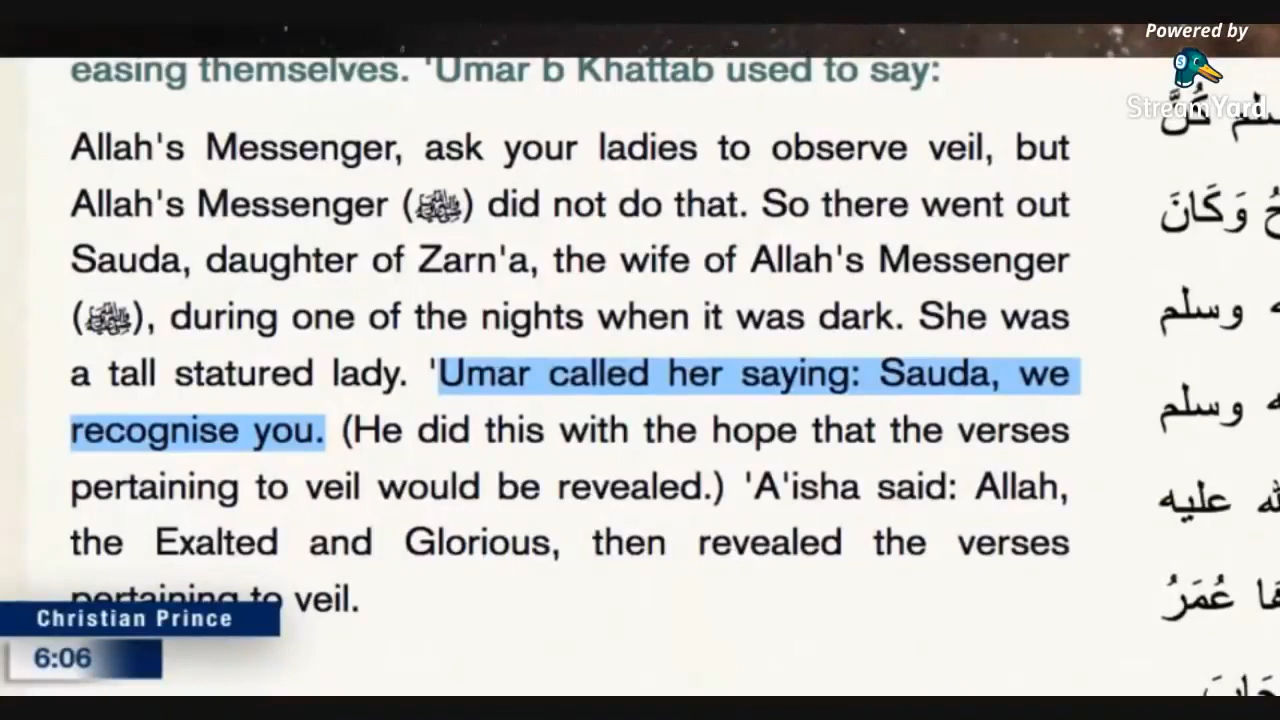 Powered by
StreamYard
easing themselves. 'Umar b Khattab used to say:
Allah's Messenger, ask your ladies to observe veil, but
Allah's Messenger (ﷺ) did not do that. So there went out
Sauda, daughter of Zarn'a, the wife of Allah's Messenger
(ﷺ), during one of the nights when it was dark. She was
a tall statured lady. 'Umar called her saying: Sauda, we
recognise you. (He did this with the hope that the verses
pertaining to veil would be revealed.) 'A'isha said: Allah,
the Exalted and Glorious, then revealed the verses
pertaining to veil.
كُنَّ
وَكَانَ
وسلم
وسلم
عليه
عُمَرُ
Christian Prince
6:06